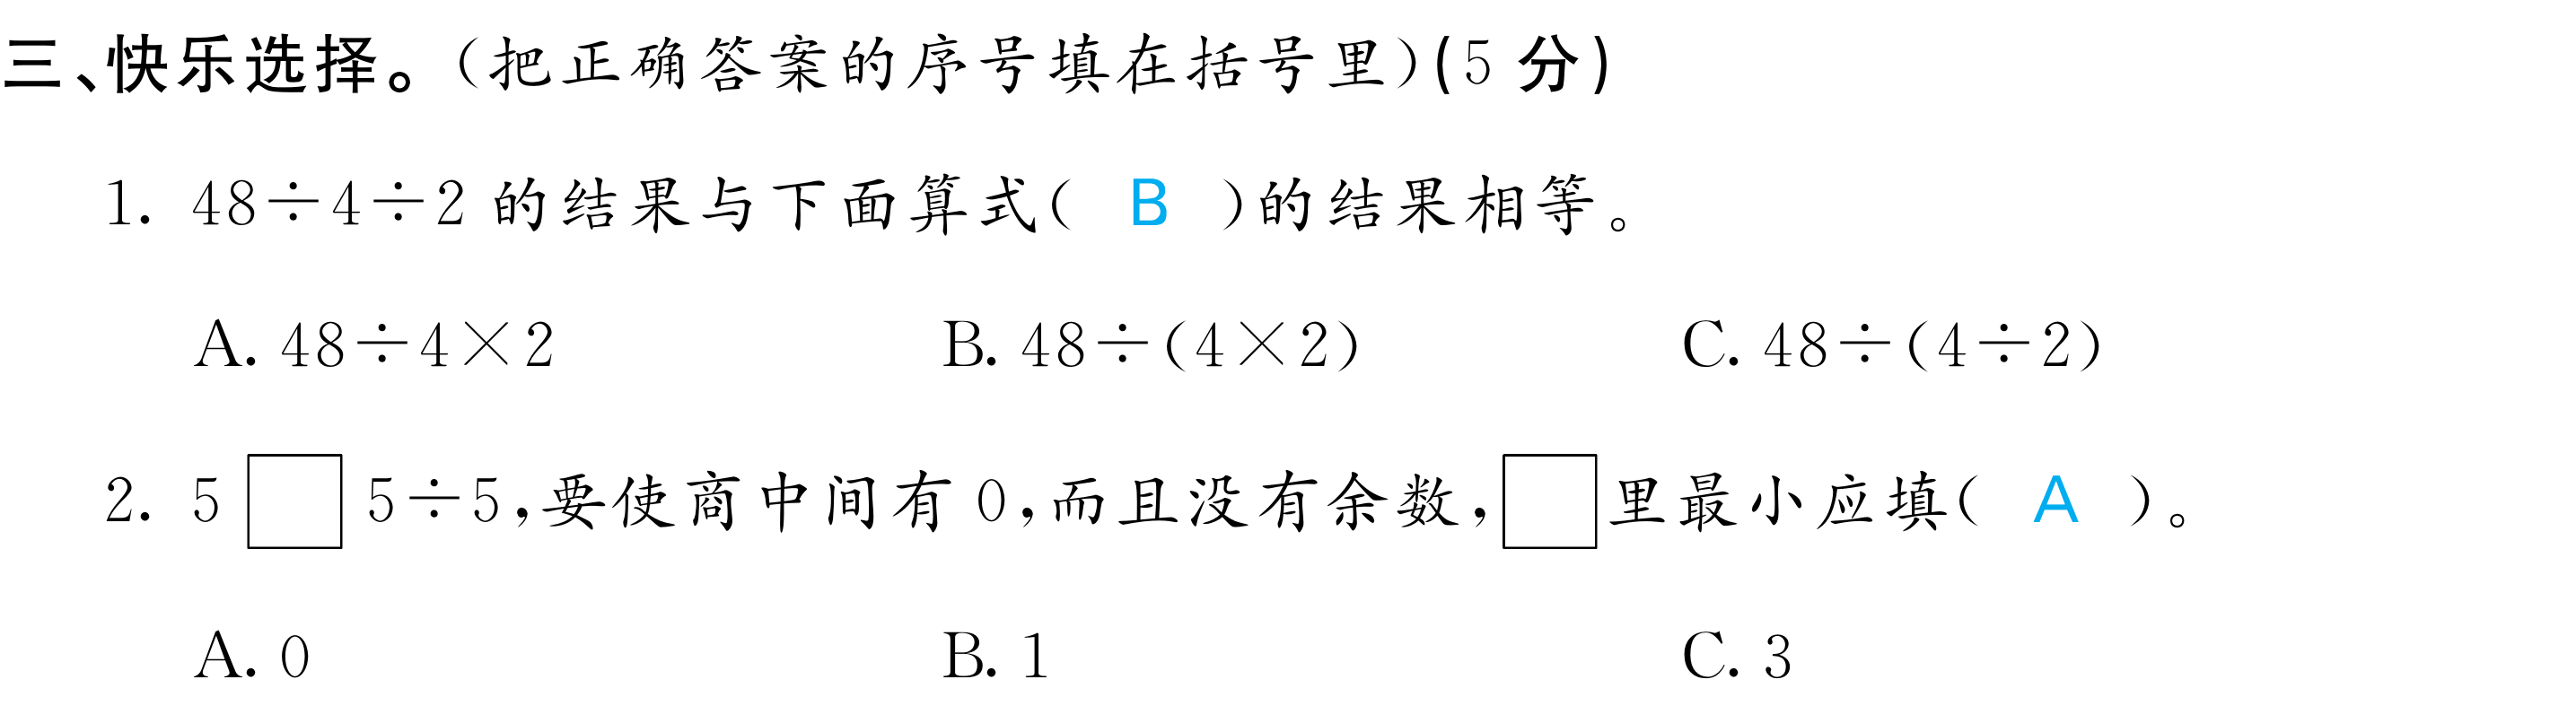 三、快乐选择。(把正确答案的序号填在括号里)(5 分)
1. 48÷4÷2 的结果与下面算式( B )的结果相等。
A. 48÷4×2 B. 48÷(4×2) C. 48÷(4÷2)
2. 5□5÷5,要使商中间有 0,而且没有余数,□里最小应填( A )。
A. 0 B. 1 C. 3